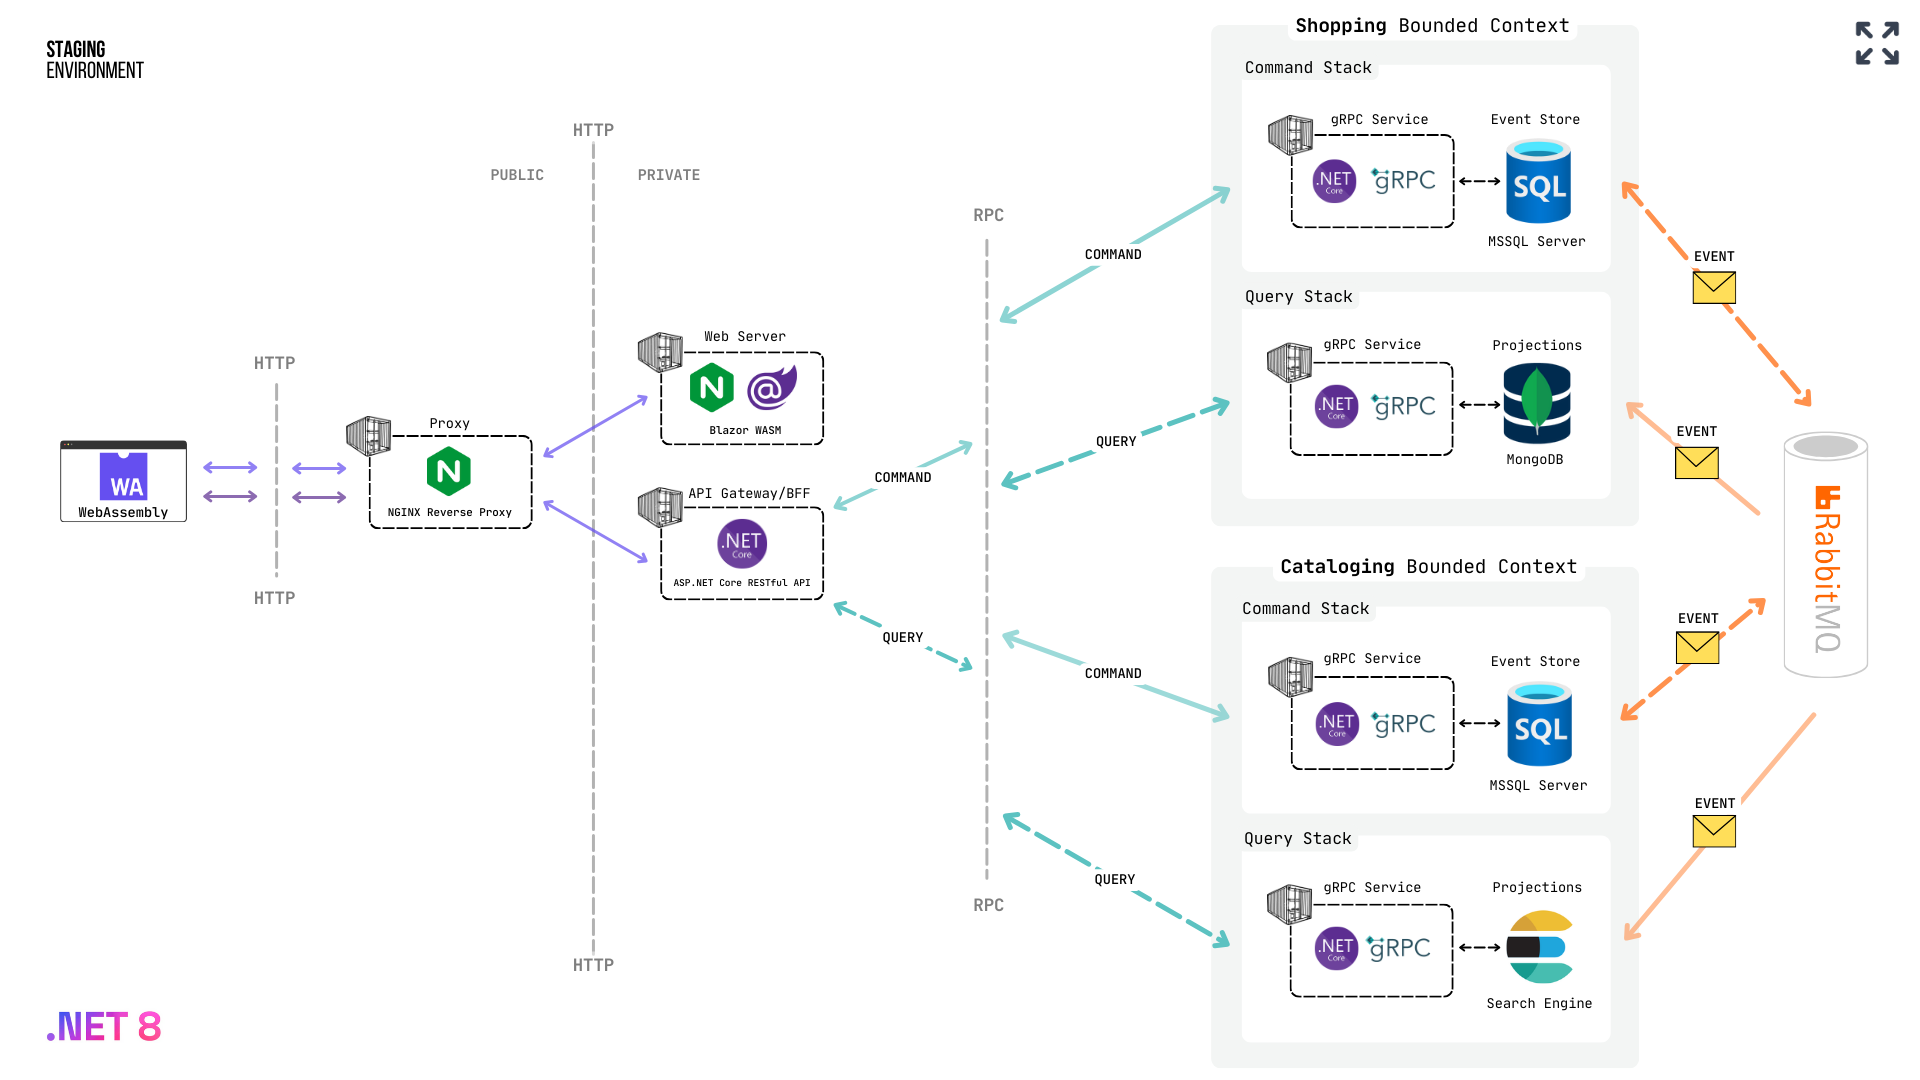 STAGING
ENVIRONMENT
HTTP
PUBLIC
PRIVATE
HTTP
HTTP
HTTP
WA
WebAssembly
Proxy
NGINX Reverse Proxy
Web Server
Blazor WASM
API Gateway/BFF
.NET
Core
ASP.NET Core RESTful API
COMMAND
QUERY
RPC
RPC
COMMAND
QUERY
COMMAND
QUERY
Shopping Bounded Context
Command Stack
gRPC Service
.NET
Core
gRPC
Event Store
SQL
MSSQL Server
Query Stack
gRPC Service
.NET
Core
gRPC
Projections
MongoDB
Cataloging Bounded Context
Command Stack
gRPC Service
.NET
Core
gRPC
Event Store
SQL
MSSQL Server
Query Stack
gRPC Service
.NET
Core
gRPC
Projections
Search Engine
EVENT
EVENT
EVENT
EVENT
RabbitMQ
.NET 8